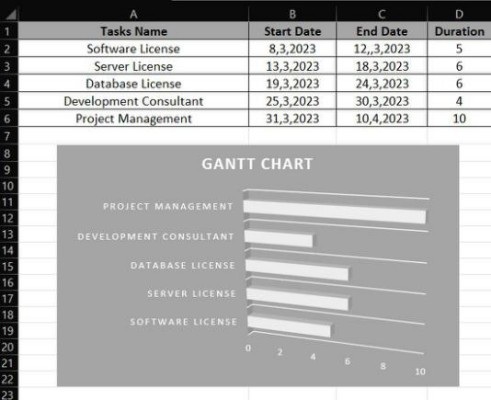 A B C D
1 Tasks Name Start Date End Date Duration
2 Software License 8,3,2023 12,,3,2023 5
3 Server License 13,3,2023 18,3,2023 6
4 Database License 19,3,2023 24,3,2023 6
5 Development Consultant 25,3,2023 30,3,2023 4
6 Project Management 31,3,2023 10,4,2023 10
7
8
GANTT CHART
9
10
11
PROJECT MANAGEMENT
12
13
DEVELOPMENT CONSULTANT
14
15
DATABASE LICENSE
16
17
SERVER LICENSE
18
SOFTWARE LICENSE
19
20
0 2 4 6 8 10
21
22
23